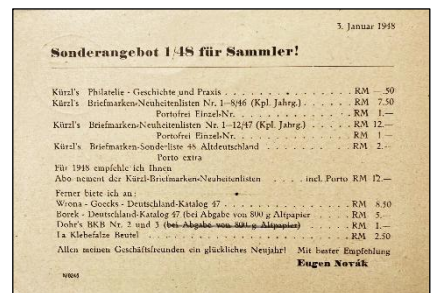 3. Januar 1948
Sonderangebot 1/48 für Sammler!
Kürzl's Philatelie - Geschichte und Praxis . . . . . . . . . . . RM —.50
Kürzl's Briefmarken-Neuheitenlisten Nr. 1—8/46 (Kpl. Jahrg.) . . . . . . RM 7.50
Portofrei Einzel-Nr. . . . . . . . RM 1.—
Kürzl's Briefmarken-Neuheitenlisten Nr. 1—12/47 (Kpl. Jahrg.) . . . . . RM 12.—
Portofrei Einzel-Nr. . . . . . . . RM 1 —
Kürzl's Briefmarken-Sonderliste 48 Altdeutschland . . . . . . . . RM 2.—
Porto extra
Für 1948 empfehle ich Ihnen
Abonnement der Kürzl-Briefmarken-Neuheitenlisten . . . . incl. Porto RM 12.—
Ferner biete ich an:
Wrona - Goecks - Deutschland-Katalog 47 . . . . . . . . . . . RM 8.50
Borek - Deutschland-Katalog 47 (bei Abgabe von 800 g Altpapier . . . . . RM 5.—
Dohr's BKB Nr. 2 und 3 (bei Abgabe von 800 g Altpapier) . . . . . . . RM 1.—
Ia Klebefalze Beutel . . . . . . . . . . . . . . . . . . RM 2.50
Allen meinen Geschäftsfreunden ein glückliches Neujahr! Mit bester Empfehlung
Eugen Novák